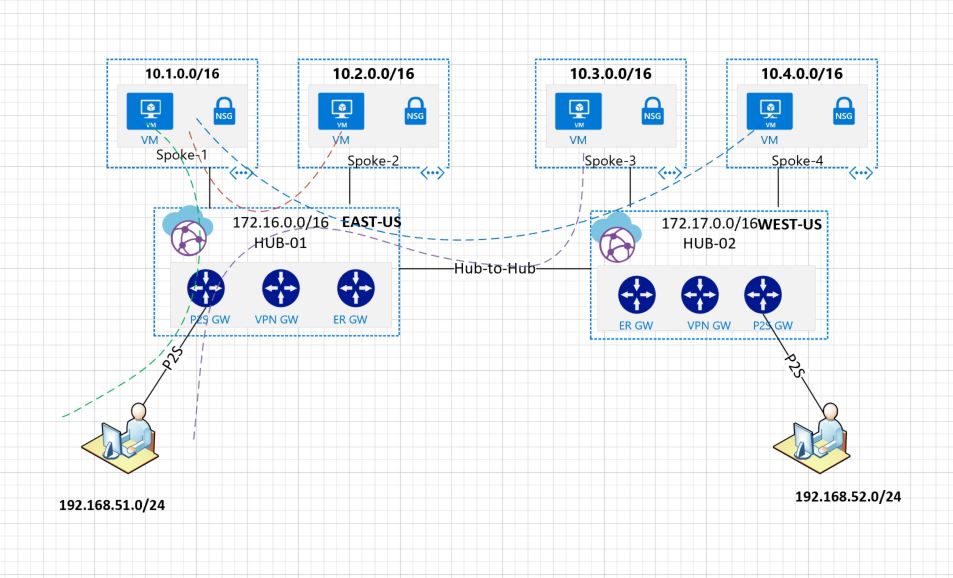 10.1.0.0/16
10.2.0.0/16
10.3.0.0/16
10.4.0.0/16
VM
NSG
VM
NSG
VM
NSG
VM
NSG
VM
VM
VM
VM
Spoke-1
Spoke-2
Spoke-3
Spoke-4
172.16.0.0/16
EAST-US
HUB-01
172.17.0.0/16
WEST-US
HUB-02
Hub-to-Hub
P2S GW
VPN GW
ER GW
ER GW
VPN GW
P2S GW
P2S
P2S
192.168.51.0/24
192.168.52.0/24